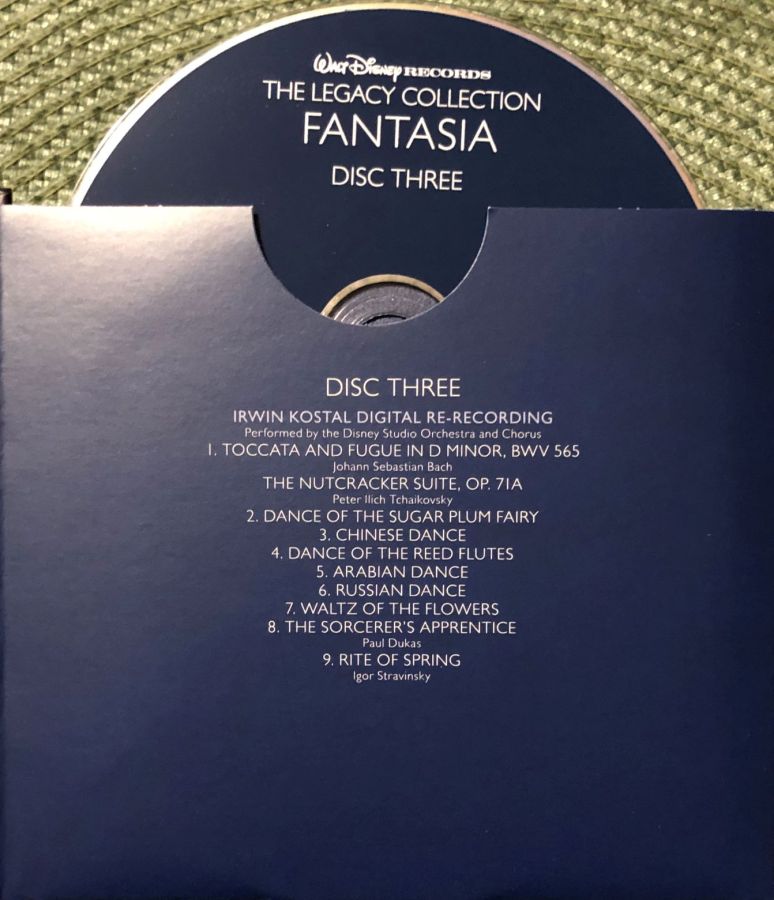 WALT DISNEY RECORDS
THE LEGACY COLLECTION
FANTASIA
DISC THREE
DISC THREE
IRWIN KOSTAL DIGITAL RE-RECORDING
Performed by the Disney Studio Orchestra and Chorus
1. TOCCATA AND FUGUE IN D MINOR, BWV 565
Johann Sebastian Bach
THE NUTCRACKER SUITE, OP. 71A
Peter Ilich Tchaikovsky
2. DANCE OF THE SUGAR PLUM FAIRY
3. CHINESE DANCE
4. DANCE OF THE REED FLUTES
5. ARABIAN DANCE
6. RUSSIAN DANCE
7. WALTZ OF THE FLOWERS
8. THE SORCERER'S APPRENTICE
Paul Dukas
9. RITE OF SPRING
Igor Stravinsky